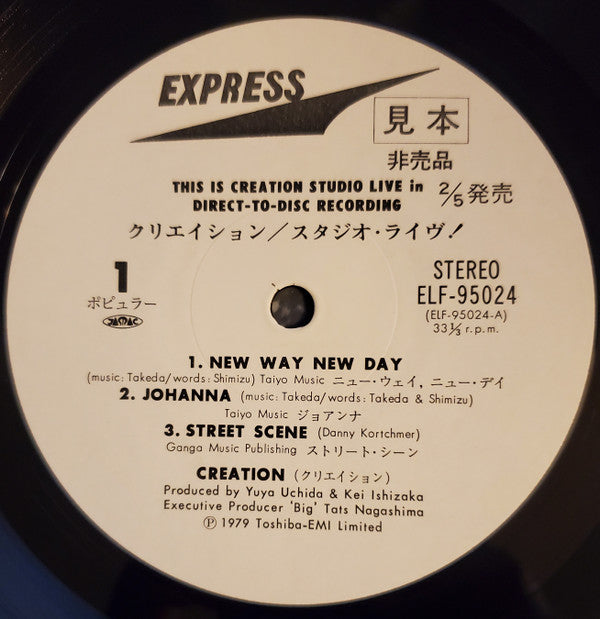 EXPRESS
見本
非売品
THIS IS CREATION STUDIO LIVE in
DIRECT-TO-DISC RECORDING
2/5発売
クリエイション/スタジオ・ライヴ!
1
ポピュラー
JASRAC
STEREO
ELF-95024
(ELF-95024-A)
33⅓ r.p.m.
1. NEW WAY NEW DAY
(music: Takeda/words: Shimizu) Taiyo Music ニュー・ウェイ, ニュー・デイ
2. JOHANNA (music: Takeda/words: Takeda & Shimizu)
Taiyo Music ジョアンナ
3. STREET SCENE (Danny Kortchmer)
Ganga Music Publishing ストリート・シーン
CREATION (クリエイション)
Produced by Yuya Uchida & Kei Ishizaka
Executive Producer 'Big' Tats Nagashima
Ⓟ 1979 Toshiba-EMI Limited